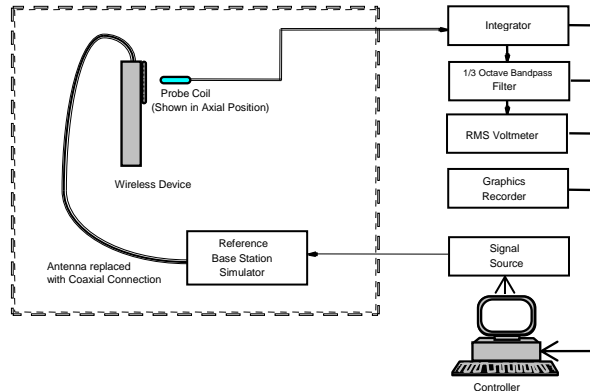 Integrator
1/3 Octave Bandpass
Filter
RMS Voltmeter
Graphics
Recorder
Probe Coil
(Shown in Axial Position)
Wireless Device
Reference
Base Station
Simulator
Signal
Source
Antenna replaced
with Coaxial Connection
Controller